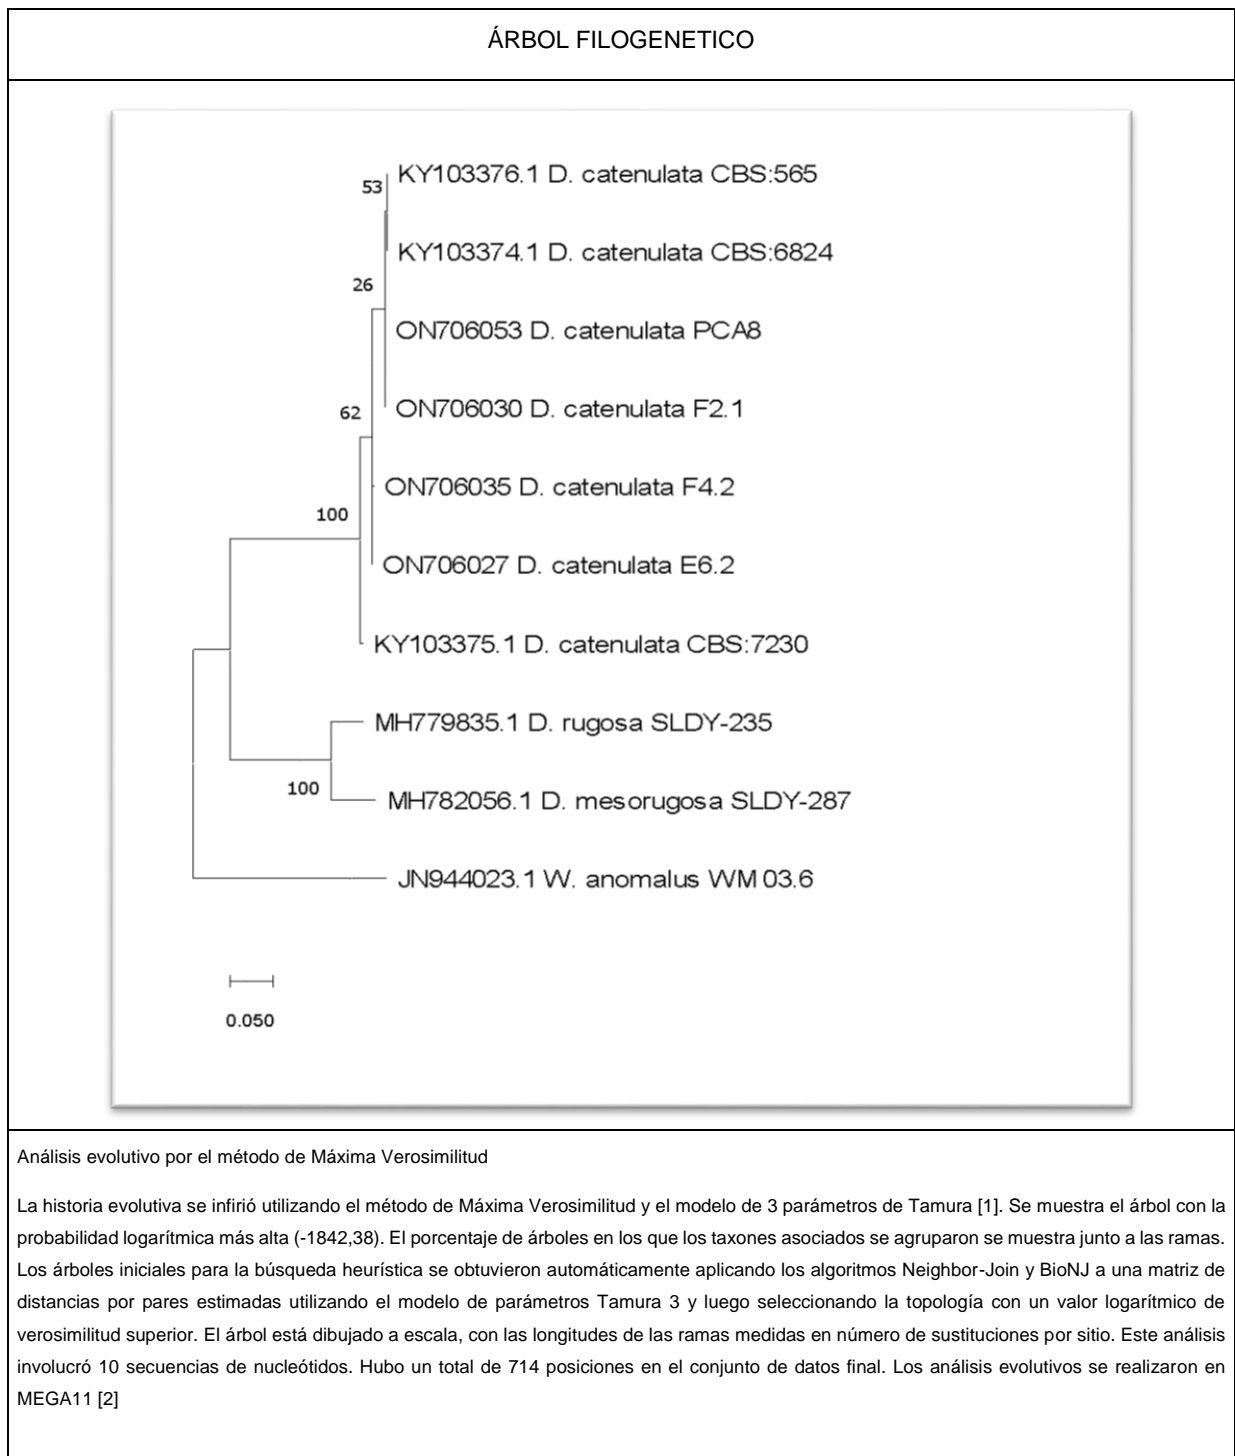 ÁRBOL FILOGENETICO
53
KY103376.1 D. catenulata CBS:565
KY103374.1 D. catenulata CBS:6824
26
ON706053 D. catenulata PCA8
62
ON706030 D. catenulata F2.1
ON706035 D. catenulata F4.2
100
ON706027 D. catenulata E6.2
KY103375.1 D. catenulata CBS:7230
MH779835.1 D. rugosa SLDY-235
100
MH782056.1 D. mesorugosa SLDY-287
JN944023.1 W. anomalus WM 03.6
0.050
Análisis evolutivo por el método de Máxima Verosimilitud
La historia evolutiva se infirió utilizando el método de Máxima Verosimilitud y el modelo de 3 parámetros de Tamura [1]. Se muestra el árbol con la
probabilidad logarítmica más alta (-1842,38). El porcentaje de árboles en los que los taxones asociados se agruparon se muestra junto a las ramas.
Los árboles iniciales para la búsqueda heurística se obtuvieron automáticamente aplicando los algoritmos Neighbor-Join y BioNJ a una matriz de
distancias por pares estimadas utilizando el modelo de parámetros Tamura 3 y luego seleccionando la topología con un valor logarítmico de
verosimilitud superior. El árbol está dibujado a escala, con las longitudes de las ramas medidas en número de sustituciones por sitio. Este análisis
involucró 10 secuencias de nucleótidos. Hubo un total de 714 posiciones en el conjunto de datos final. Los análisis evolutivos se realizaron en
MEGA11 [2]